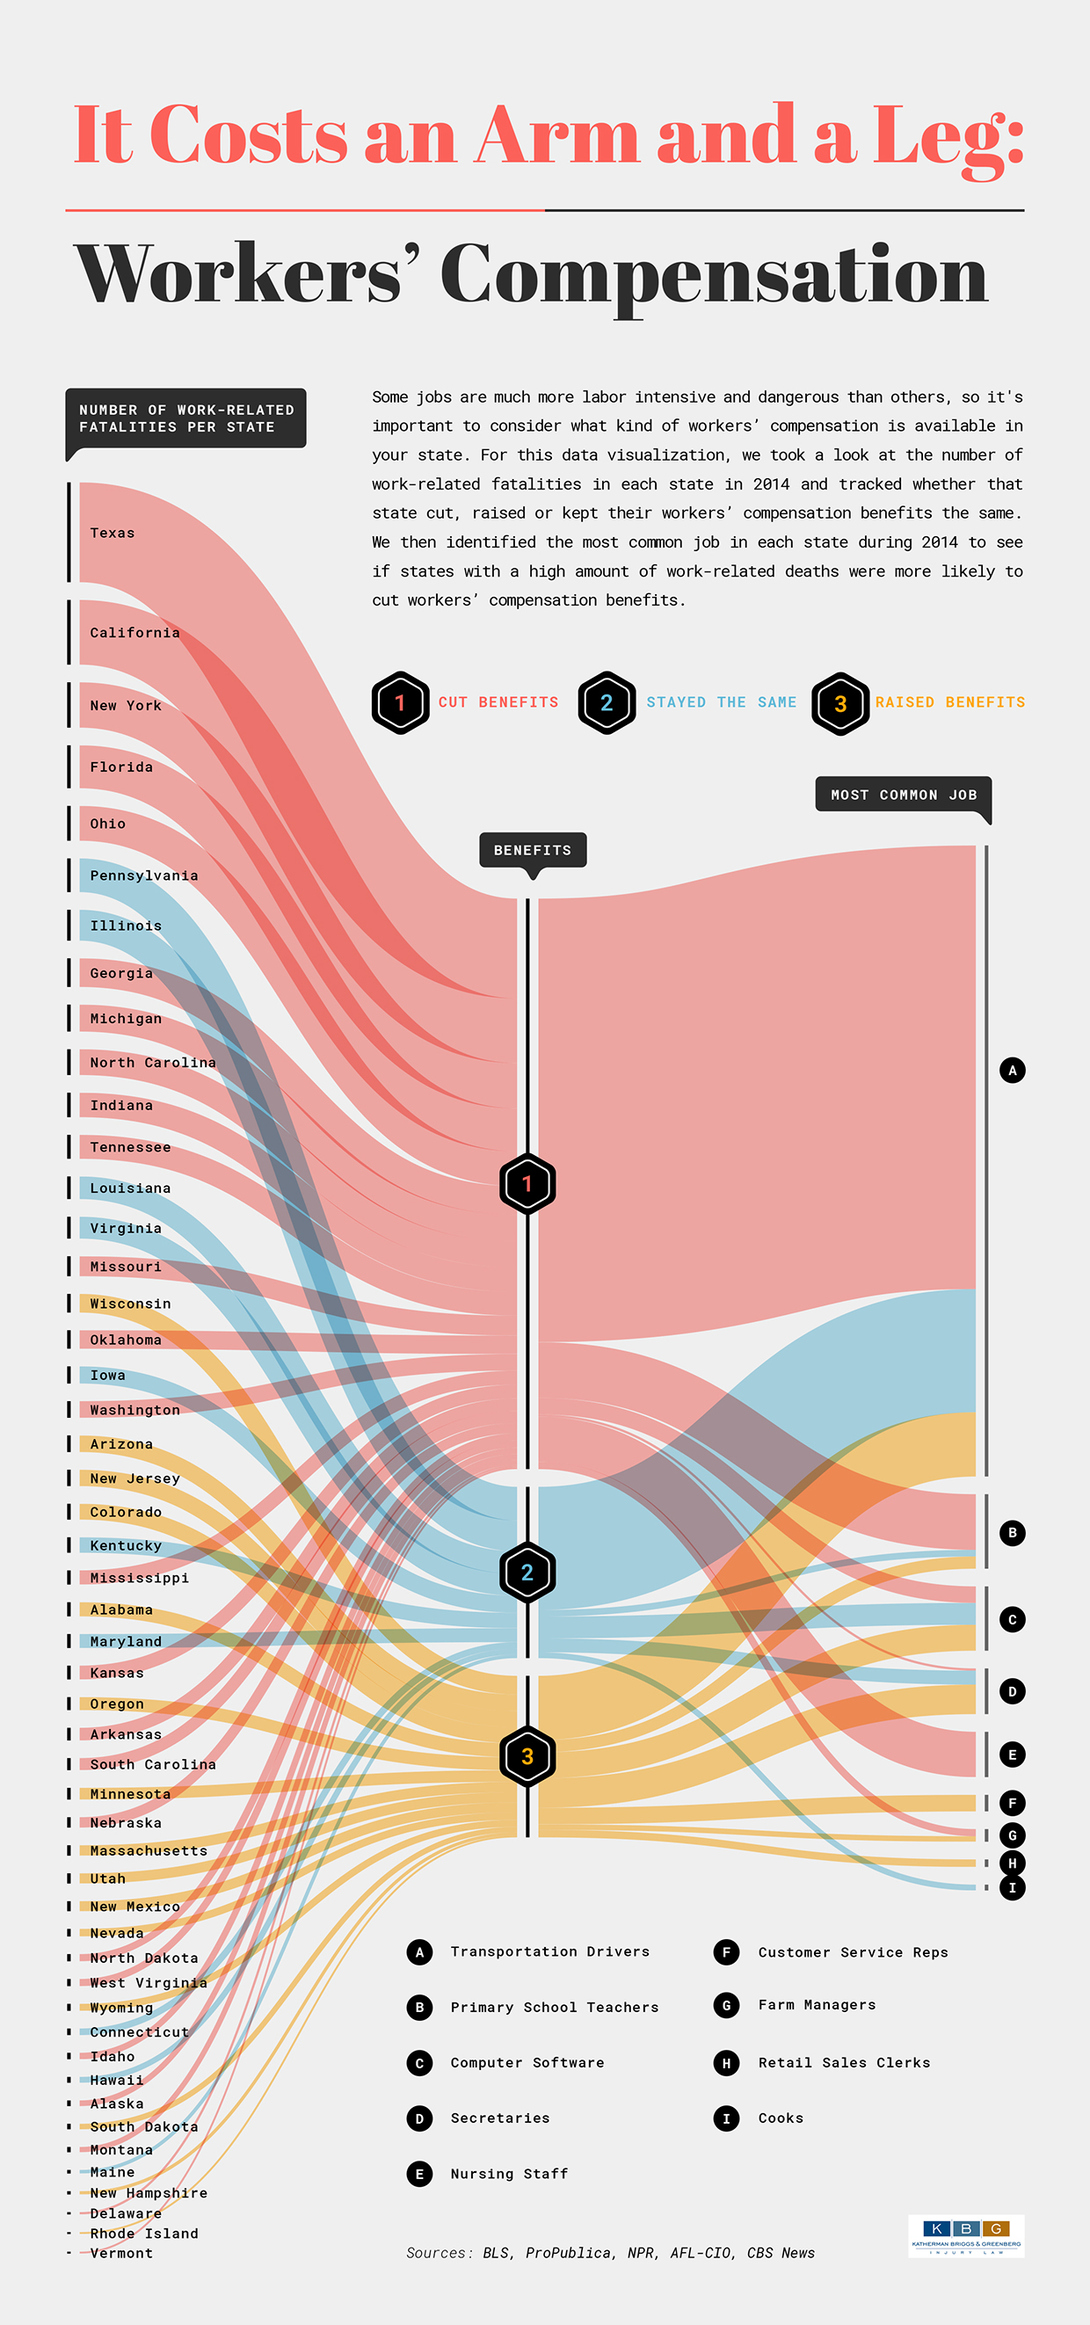 It Costs an Arm and a Leg:
Workers’ Compensation
NUMBER OF WORK-RELATED
FATALITIES PER STATE
Some jobs are much more labor intensive and dangerous than others, so it's
important to consider what kind of workers’ compensation is available in
your state. For this data visualization, we took a look at the number of
work-related fatalities in each state in 2014 and tracked whether that
state cut, raised or kept their workers’ compensation benefits the same.
We then identified the most common job in each state during 2014 to see
if states with a high amount of work-related deaths were more likely to
cut workers’ compensation benefits.
1 CUT BENEFITS 2 STAYED THE SAME 3 RAISED BENEFITS
MOST COMMON JOB
BENEFITS
Texas
California
New York
Florida
Ohio
Pennsylvania
Illinois
Georgia
Michigan
North Carolina
Indiana
Tennessee
Louisiana
Virginia
Missouri
Wisconsin
Oklahoma
Iowa
Washington
Arizona
New Jersey
Colorado
Kentucky
Mississippi
Alabama
Maryland
Kansas
Oregon
Arkansas
South Carolina
Minnesota
Nebraska
Massachusetts
Utah
New Mexico
Nevada
North Dakota
West Virginia
Wyoming
Connecticut
Idaho
Hawaii
Alaska
South Dakota
Montana
Maine
New Hampshire
Delaware
Rhode Island
Vermont
1
2
3
A
B
C
D
E
F
G
H
I
A Transportation Drivers
B Primary School Teachers
C Computer Software
D Secretaries
E Nursing Staff
F Customer Service Reps
G Farm Managers
H Retail Sales Clerks
I Cooks
Sources: BLS, ProPublica, NPR, AFL-CIO, CBS News
K B G
KATHERMAN BRIGGS & GREENBERG
INJURY LAW